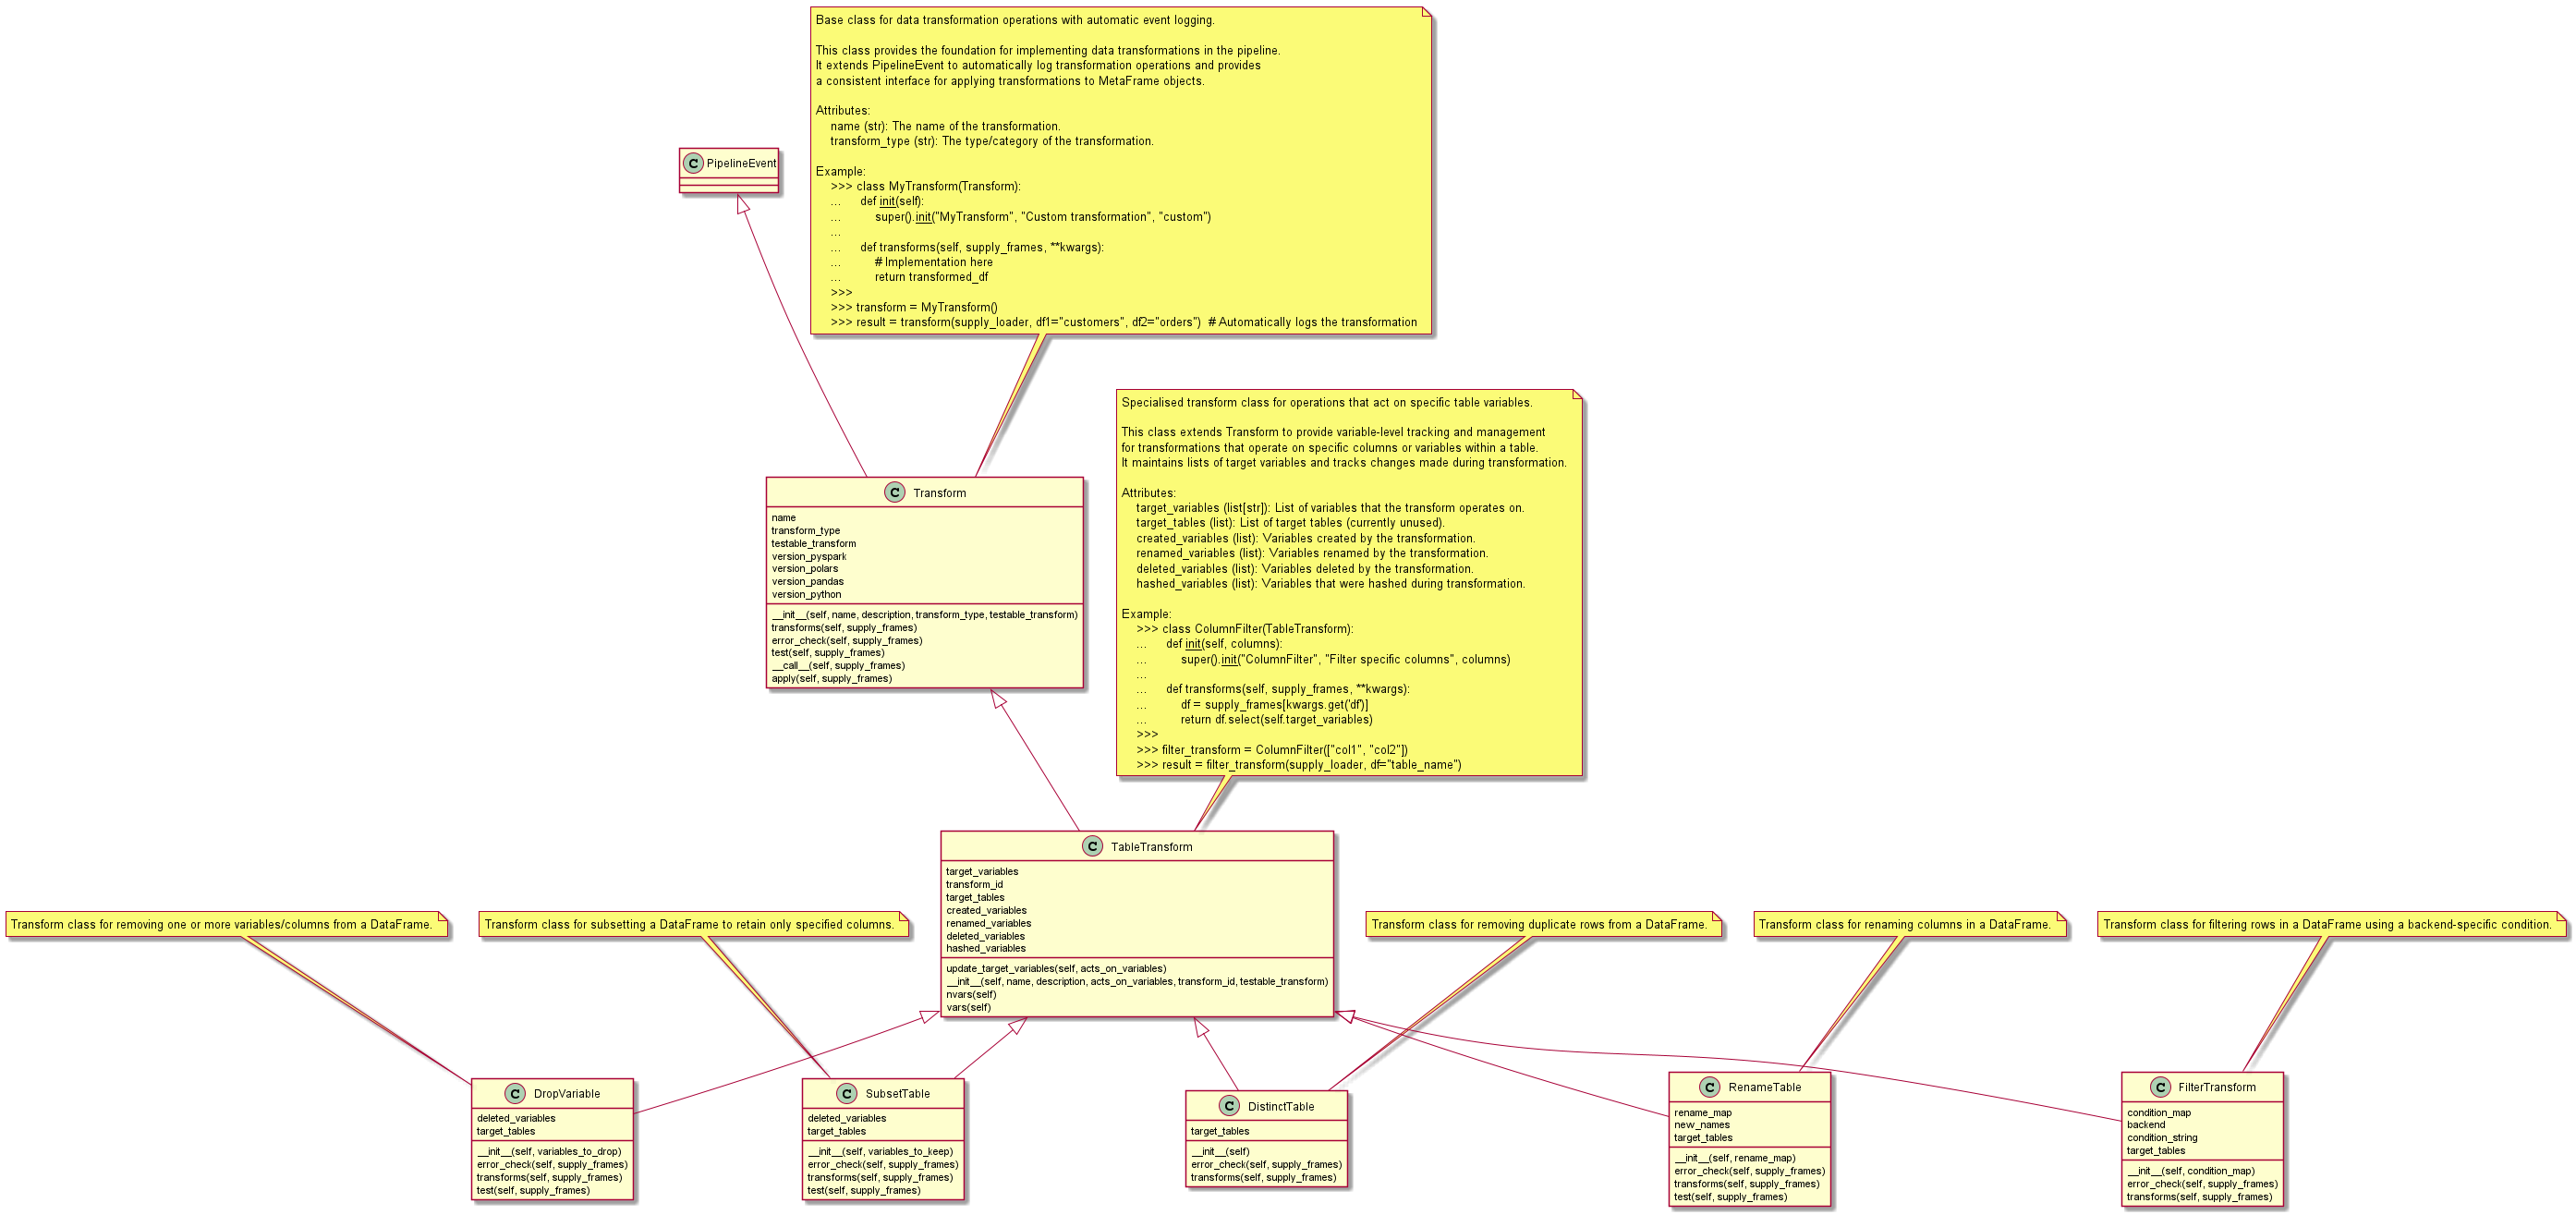 Base class for data transformation operations with automatic event logging.
This class provides the foundation for implementing data transformations in the pipeline.
It extends PipelineEvent to automatically log transformation operations and provides
a consistent interface for applying transformations to MetaFrame objects.
Attributes:
name (str): The name of the transformation.
transform_type (str): The type/category of the transformation.
Example:
>>> class MyTransform(Transform):
... def init(self):
... super().init("MyTransform", "Custom transformation", "custom")
...
... def transforms(self, supply_frames, **kwargs):
... # Implementation here
... return transformed_df
>>>
>>> transform = MyTransform()
>>> result = transform(supply_loader, df1="customers", df2="orders")  # Automatically logs the transformation
C PipelineEvent
Specialised transform class for operations that act on specific table variables.
This class extends Transform to provide variable-level tracking and management
for transformations that operate on specific columns or variables within a table.
It maintains lists of target variables and tracks changes made during transformation.
Attributes:
target_variables (list[str]): List of variables that the transform operates on.
target_tables (list): List of target tables (currently unused).
created_variables (list): Variables created by the transformation.
renamed_variables (list): Variables renamed by the transformation.
deleted_variables (list): Variables deleted by the transformation.
hashed_variables (list): Variables that were hashed during transformation.
Example:
>>> class ColumnFilter(TableTransform):
... def init(self, columns):
... super().init("ColumnFilter", "Filter specific columns", columns)
...
... def transforms(self, supply_frames, **kwargs):
... df = supply_frames[kwargs.get('df')]
... return df.select(self.target_variables)
>>>
>>> filter_transform = ColumnFilter(["col1", "col2"])
>>> result = filter_transform(supply_loader, df="table_name")
C Transform
name
transform_type
testable_transform
version_pyspark
version_polars
version_pandas
version_python
__init__(self, name, description, transform_type, testable_transform)
transforms(self, supply_frames)
error_check(self, supply_frames)
test(self, supply_frames)
__call__(self, supply_frames)
apply(self, supply_frames)
C TableTransform
target_variables
transform_id
target_tables
created_variables
renamed_variables
deleted_variables
hashed_variables
update_target_variables(self, acts_on_variables)
__init__(self, name, description, acts_on_variables, transform_id, testable_transform)
nvars(self)
vars(self)
Transform class for removing one or more variables/columns from a DataFrame.
Transform class for subsetting a DataFrame to retain only specified columns.
Transform class for removing duplicate rows from a DataFrame.
Transform class for renaming columns in a DataFrame.
Transform class for filtering rows in a DataFrame using a backend-specific condition.
C DropVariable
deleted_variables
target_tables
__init__(self, variables_to_drop)
error_check(self, supply_frames)
transforms(self, supply_frames)
test(self, supply_frames)
C SubsetTable
deleted_variables
target_tables
__init__(self, variables_to_keep)
error_check(self, supply_frames)
transforms(self, supply_frames)
test(self, supply_frames)
C DistinctTable
target_tables
__init__(self)
error_check(self, supply_frames)
transforms(self, supply_frames)
C RenameTable
rename_map
new_names
target_tables
__init__(self, rename_map)
error_check(self, supply_frames)
transforms(self, supply_frames)
test(self, supply_frames)
C FilterTransform
condition_map
backend
condition_string
target_tables
__init__(self, condition_map)
error_check(self, supply_frames)
transforms(self, supply_frames)